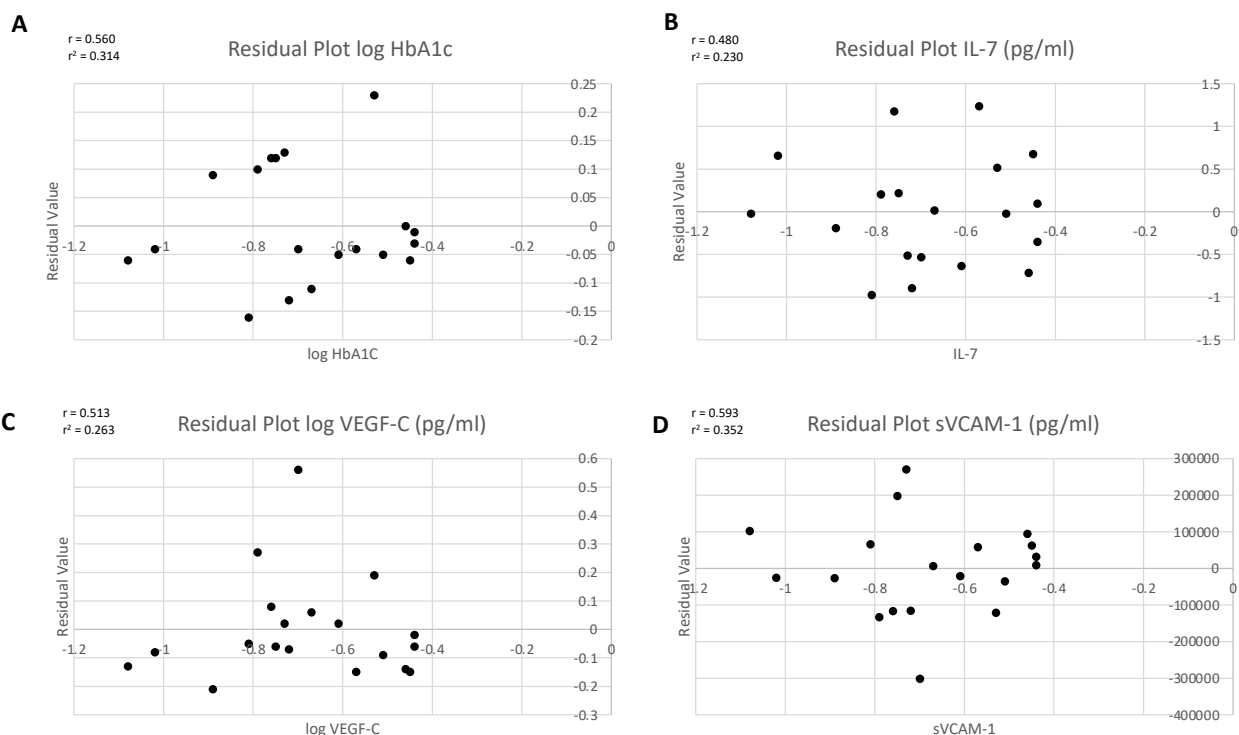 A
r = 0.560
r² = 0.314
Residual Plot log HbA1c
0.25
0.2
0.15
0.1
0.05
0
-0.05
-0.1
-0.15
-0.2
-1.2
-1
-0.8
-0.6
-0.4
-0.2
0
Residual Value
log HbA1C
B
r = 0.480
r² = 0.230
Residual Plot IL-7 (pg/ml)
1.5
1
0.5
0
-0.5
-1
-1.5
-1.2
-1
-0.8
-0.6
-0.4
-0.2
0
Residual Value
IL-7
C
r = 0.513
r² = 0.263
Residual Plot log VEGF-C (pg/ml)
0.6
0.5
0.4
0.3
0.2
0.1
0
-0.1
-0.2
-0.3
-1.2
-1
-0.8
-0.6
-0.4
-0.2
0
Residual Value
log VEGF-C
D
r = 0.593
r² = 0.352
Residual Plot sVCAM-1 (pg/ml)
300000
200000
100000
0
-100000
-200000
-300000
-400000
-1.2
-1
-0.8
-0.6
-0.4
-0.2
0
Residual Value
sVCAM-1